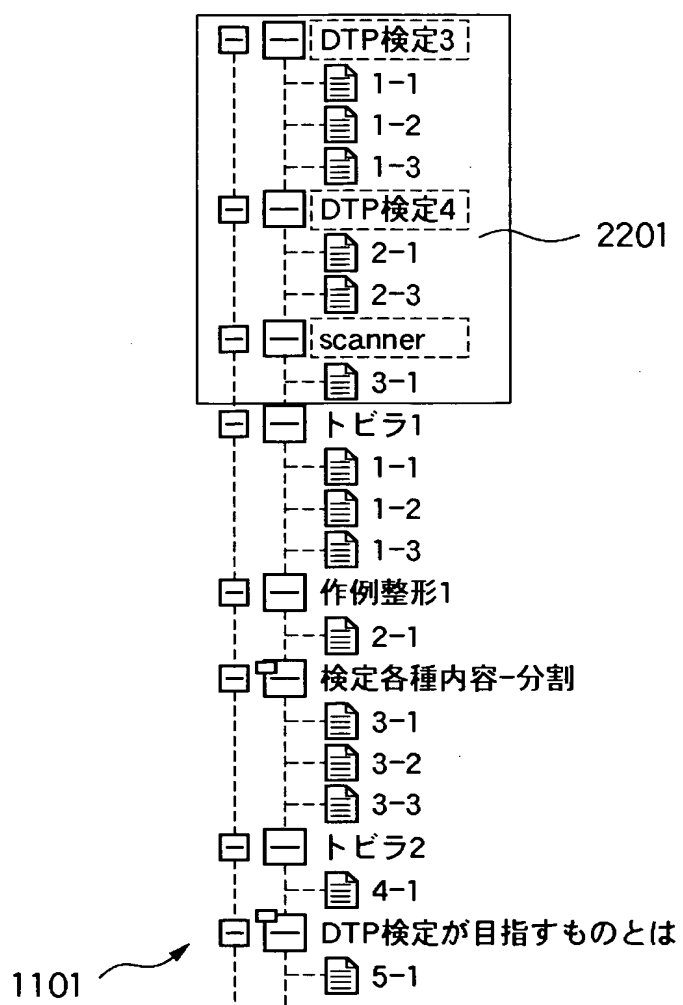 DTP検定3
1-1
1-2
1-3
DTP検定4
2201
2-1
2-3
scanner
3-1
トビラ1
1-1
1-2
1-3
作例整形1
2-1
検定各種内容-分割
3-1
3-2
3-3
トビラ2
4-1
DTP検定が目指すものとは
5-1
1101